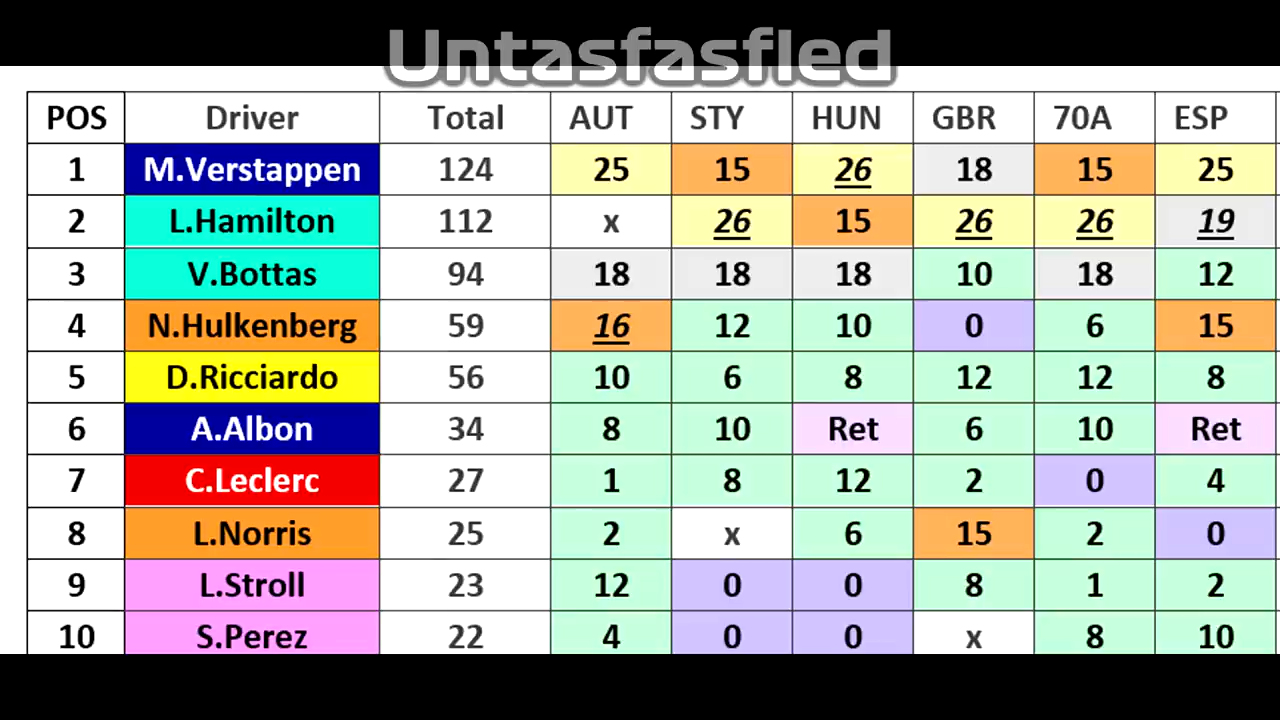 Untasfasfled
POS Driver Total AUT STY HUN GBR 70A ESP
1 M.Verstappen 124 25 15 26 18 15 25
2 L.Hamilton 112 x 26 15 26 26 19
3 V.Bottas 94 18 18 18 10 18 12
4 N.Hulkenberg 59 16 12 10 0 6 15
5 D.Ricciardo 56 10 6 8 12 12 8
6 A.Albon 34 8 10 Ret 6 10 Ret
7 C.Leclerc 27 1 8 12 2 0 4
8 L.Norris 25 2 x 6 15 2 0
9 L.Stroll 23 12 0 0 8 1 2
10 S.Perez 22 4 0 0 x 8 10